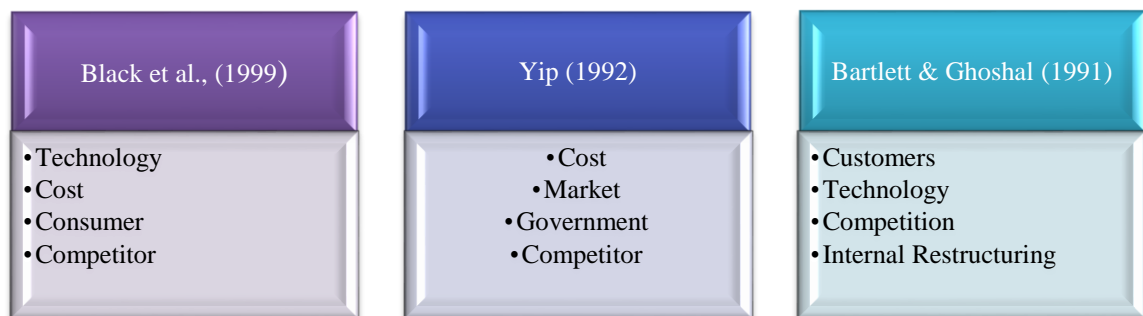 Black et al., (1999)
•Technology
•Cost
•Consumer
•Competitor
Yip (1992)
•Cost
•Market
•Government
•Competitor
Bartlett & Ghoshal (1991)
•Customers
•Technology
•Competition
•Internal Restructuring